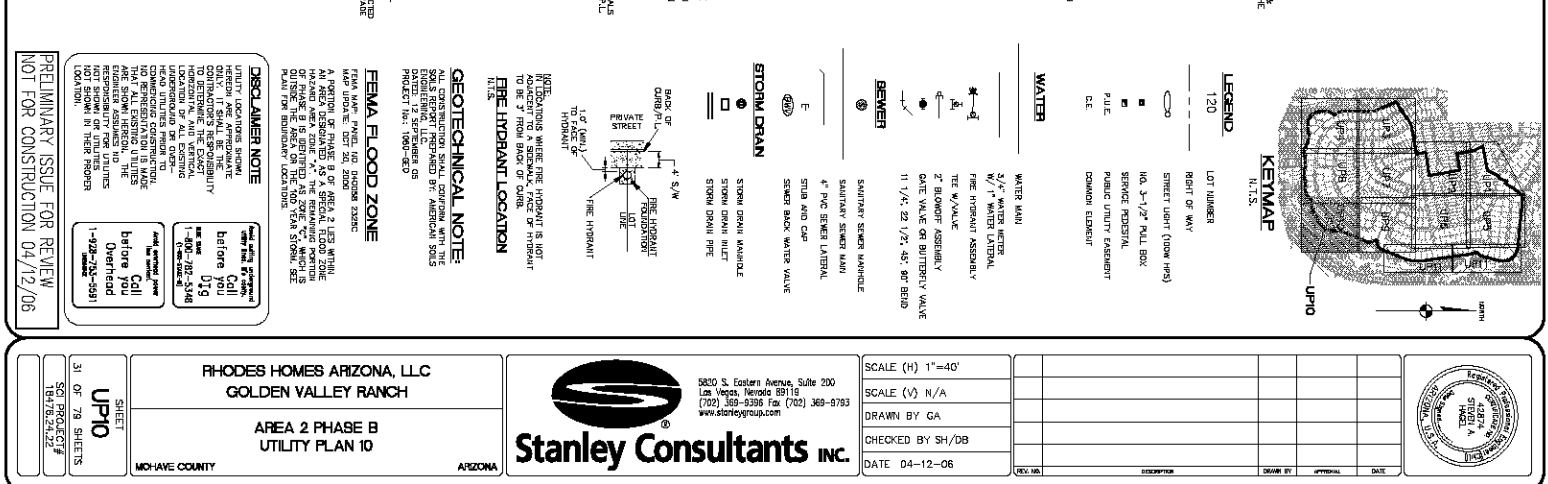 KEYMAP
N.T.S.
NORTH
UP10
LEGEND
120
LOT NUMBER
RIGHT OF WAY
STREET LIGHT (100W HPS)
NO. 3-1/2" PULL BOX
SERVICE PEDESTAL
P.U.E.
PUBLIC UTILITY EASEMENT
C.E.
COMMON ELEMENT
WATER
WATER MAIN
3/4" WATER METER
W/ 1" WATER LATERAL
FIRE HYDRANT ASSEMBLY
TEE W/VALVE
2" BLOWOFF ASSEMBLY
GATE VALVE OR BUTTERFLY VALVE
11 1/4", 22 1/2", 45°, 90° BEND
SEWER
SANITARY SEWER MANHOLE
SANITARY SEWER MAIN
4" PVC SEWER LATERAL
STUB AND CAP
SEWER BACK WATER VALVE
STORM DRAIN
STORM DRAIN MANHOLE
STORM DRAIN INLET
STORM DRAIN PIPE
BACK OF
CURB/P.L.
PRIVATE
STREET
4' S/W
FIRE HYDRANT
FOUNDATION
LOT
LINE
FIRE HYDRANT
1.0' (MIN.)
TO FACE OF
HYDRANT
NOTE:
IN LOCATIONS WHERE FIRE HYDRANT IS NOT
ADJACENT TO A SIDEWALK, FACE OF HYDRANT
TO BE 3' FROM BACK OF CURB.
FIRE HYDRANT LOCATION
N.T.S.
GEOTECHNICAL NOTE:
ALL CONSTRUCTION SHALL CONFORM WITH THE
SOILS REPORT PREPARED BY: AMERICAN SOILS
ENGINEERING, LLC.
DATED: 12 SEPTEMBER 05
PROJECT No.: 1060-GEO
FEMA FLOOD ZONE
FEMA MAP: PANEL NO. 040058 2325C
MAP UPDATE: OCT 20, 2000
A PORTION OF PHASE B OF AREA 2 LIES WITHIN
AN AREA DESIGNATED AS A SPECIAL FLOOD ZONE
HAZARD AREA ZONE "A". THE REMAINING PORTION
OF PHASE B IS IDENTIFIED AS ZONE "X", WHICH IS
OUTSIDE THE AREA OR THE 100 YEAR STORM. SEE
PLAN FOR BOUNDARY LOCATIONS.
DISCLAIMER NOTE
UTILITY LOCATIONS SHOWN
HEREON ARE APPROXIMATE
ONLY. IT SHALL BE THE
CONTRACTOR'S RESPONSIBILITY
TO DETERMINE THE EXACT
HORIZONTAL AND VERTICAL
LOCATION OF ALL EXISTING
UNDERGROUND OR OVER-
HEAD UTILITIES PRIOR TO
COMMENCING CONSTRUCTION.
NO REPRESENTATION IS MADE
THAT ALL EXISTING UTILITIES
ARE SHOWN HEREON. THE
ENGINEER ASSUMES NO
RESPONSIBILITY FOR UTILITIES
NOT SHOWN OR UTILITIES
NOT SHOWN IN THEIR PROPER
LOCATION.
Call
before you
Dig
1-800-782-5348
Call
before you
Overhead
1-928-753-5591
PRELIMINARY ISSUE FOR REVIEW
NOT FOR CONSTRUCTION 04/12/06
SHEET
UP10
31 OF 79 SHEETS
SCI PROJECT#
18478.24.22
RHODES HOMES ARIZONA, LLC
GOLDEN VALLEY RANCH
AREA 2 PHASE B
UTILITY PLAN 10
MOHAVE COUNTY
ARIZONA
5820 S. Eastern Avenue, Suite 200
Las Vegas, Nevada 89119
(702) 369-9396 Fax (702) 369-9793
www.stanleygroup.com
Stanley Consultants INC.
SCALE (H) 1"=40'
SCALE (V) N/A
DRAWN BY GA
CHECKED BY SH/DB
DATE 04-12-06
REV. NO. DESCRIPTION DRAWN BY APPROVAL DATE
42874
STEVEN A.
HAGEL
ARIZONA, U.S.A.